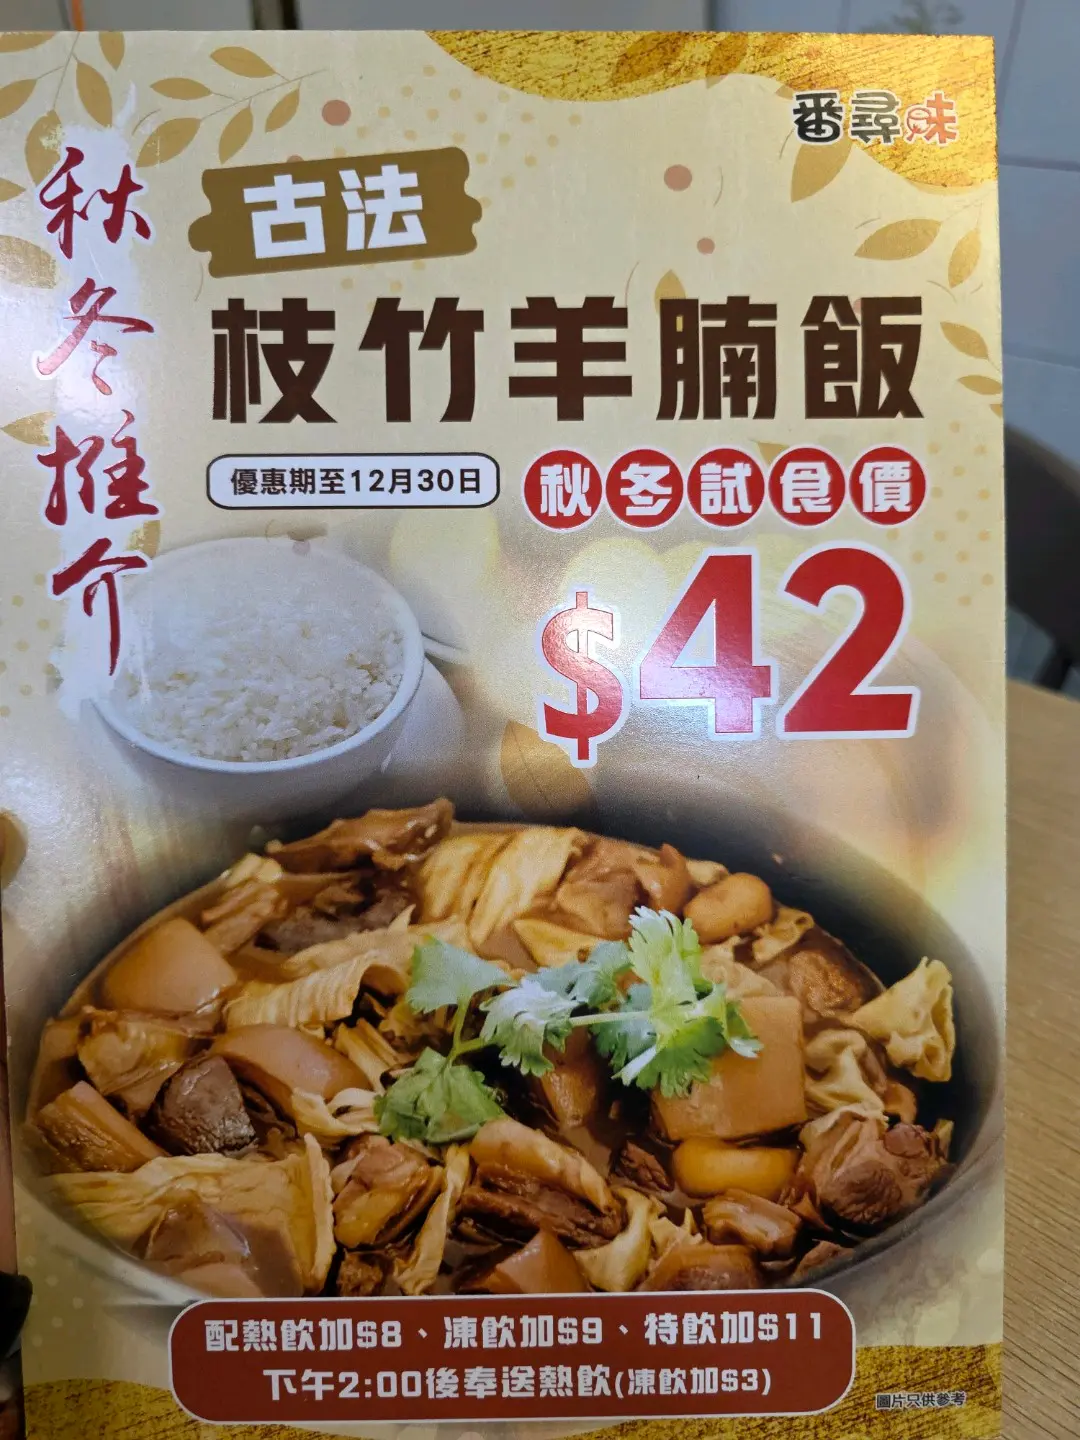 番尋味
秋冬推介
古法
枝竹羊腩飯
優惠期至12月30日
秋冬試食價
$42
配熱飲加$8、凍飲加$9、特飲加$11
下午2:00後奉送熱飲(凍飲加$3)
圖片只供參考